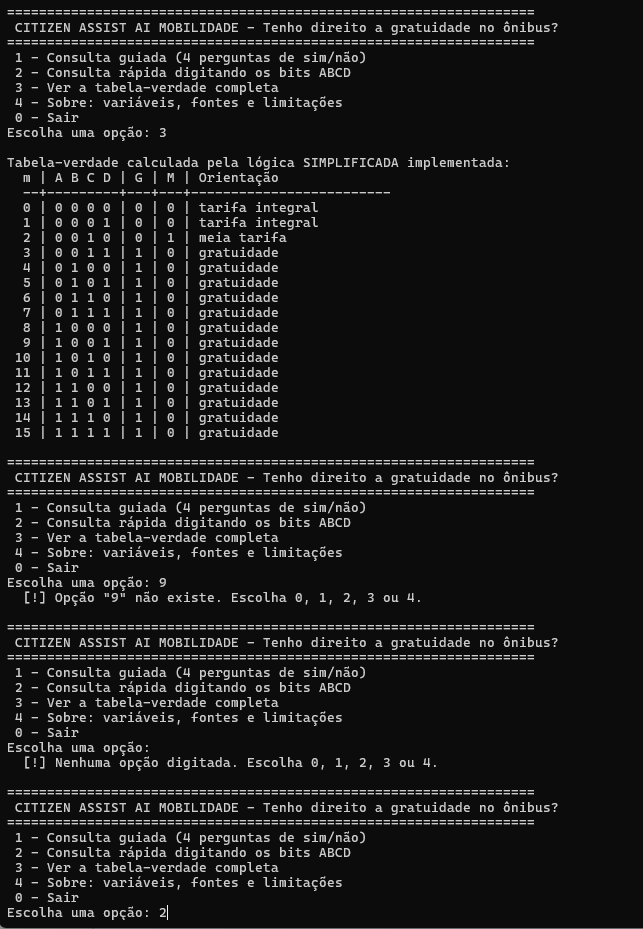 ==================================================================
CITIZEN ASSIST AI MOBILIDADE - Tenho direito a gratuidade no ônibus?
==================================================================
1 - Consulta guiada (4 perguntas de sim/não)
2 - Consulta rápida digitando os bits ABCD
3 - Ver a tabela-verdade completa
4 - Sobre: variáveis, fontes e limitações
0 - Sair
Escolha uma opção: 3
Tabela-verdade calculada pela lógica SIMPLIFICADA implementada:
m | A B C D | G | M | Orientação
--+---------+---+---+-------------------------
0 | 0 0 0 0 | 0 | 0 | tarifa integral
1 | 0 0 0 1 | 0 | 0 | tarifa integral
2 | 0 0 1 0 | 0 | 1 | meia tarifa
3 | 0 0 1 1 | 1 | 0 | gratuidade
4 | 0 1 0 0 | 1 | 0 | gratuidade
5 | 0 1 0 1 | 1 | 0 | gratuidade
6 | 0 1 1 0 | 1 | 0 | gratuidade
7 | 0 1 1 1 | 1 | 0 | gratuidade
8 | 1 0 0 0 | 1 | 0 | gratuidade
9 | 1 0 0 1 | 1 | 0 | gratuidade
10 | 1 0 1 0 | 1 | 0 | gratuidade
11 | 1 0 1 1 | 1 | 0 | gratuidade
12 | 1 1 0 0 | 1 | 0 | gratuidade
13 | 1 1 0 1 | 1 | 0 | gratuidade
14 | 1 1 1 0 | 1 | 0 | gratuidade
15 | 1 1 1 1 | 1 | 0 | gratuidade
==================================================================
CITIZEN ASSIST AI MOBILIDADE - Tenho direito a gratuidade no ônibus?
==================================================================
1 - Consulta guiada (4 perguntas de sim/não)
2 - Consulta rápida digitando os bits ABCD
3 - Ver a tabela-verdade completa
4 - Sobre: variáveis, fontes e limitações
0 - Sair
Escolha uma opção: 9
[!] Opção "9" não existe. Escolha 0, 1, 2, 3 ou 4.
==================================================================
CITIZEN ASSIST AI MOBILIDADE - Tenho direito a gratuidade no ônibus?
==================================================================
1 - Consulta guiada (4 perguntas de sim/não)
2 - Consulta rápida digitando os bits ABCD
3 - Ver a tabela-verdade completa
4 - Sobre: variáveis, fontes e limitações
0 - Sair
Escolha uma opção:
[!] Nenhuma opção digitada. Escolha 0, 1, 2, 3 ou 4.
==================================================================
CITIZEN ASSIST AI MOBILIDADE - Tenho direito a gratuidade no ônibus?
==================================================================
1 - Consulta guiada (4 perguntas de sim/não)
2 - Consulta rápida digitando os bits ABCD
3 - Ver a tabela-verdade completa
4 - Sobre: variáveis, fontes e limitações
0 - Sair
Escolha uma opção: 2